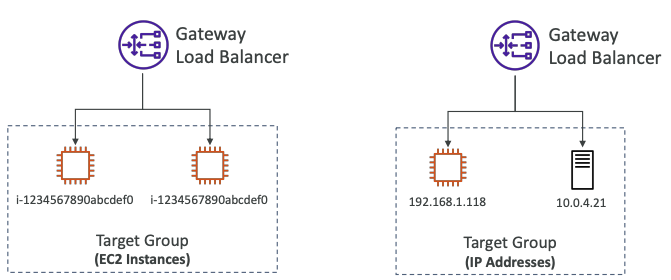 Gateway
Load Balancer
i-1234567890abcdef0
i-1234567890abcdef0
Target Group
(EC2 Instances)
Gateway
Load Balancer
192.168.1.118
10.0.4.21
Target Group
(IP Addresses)